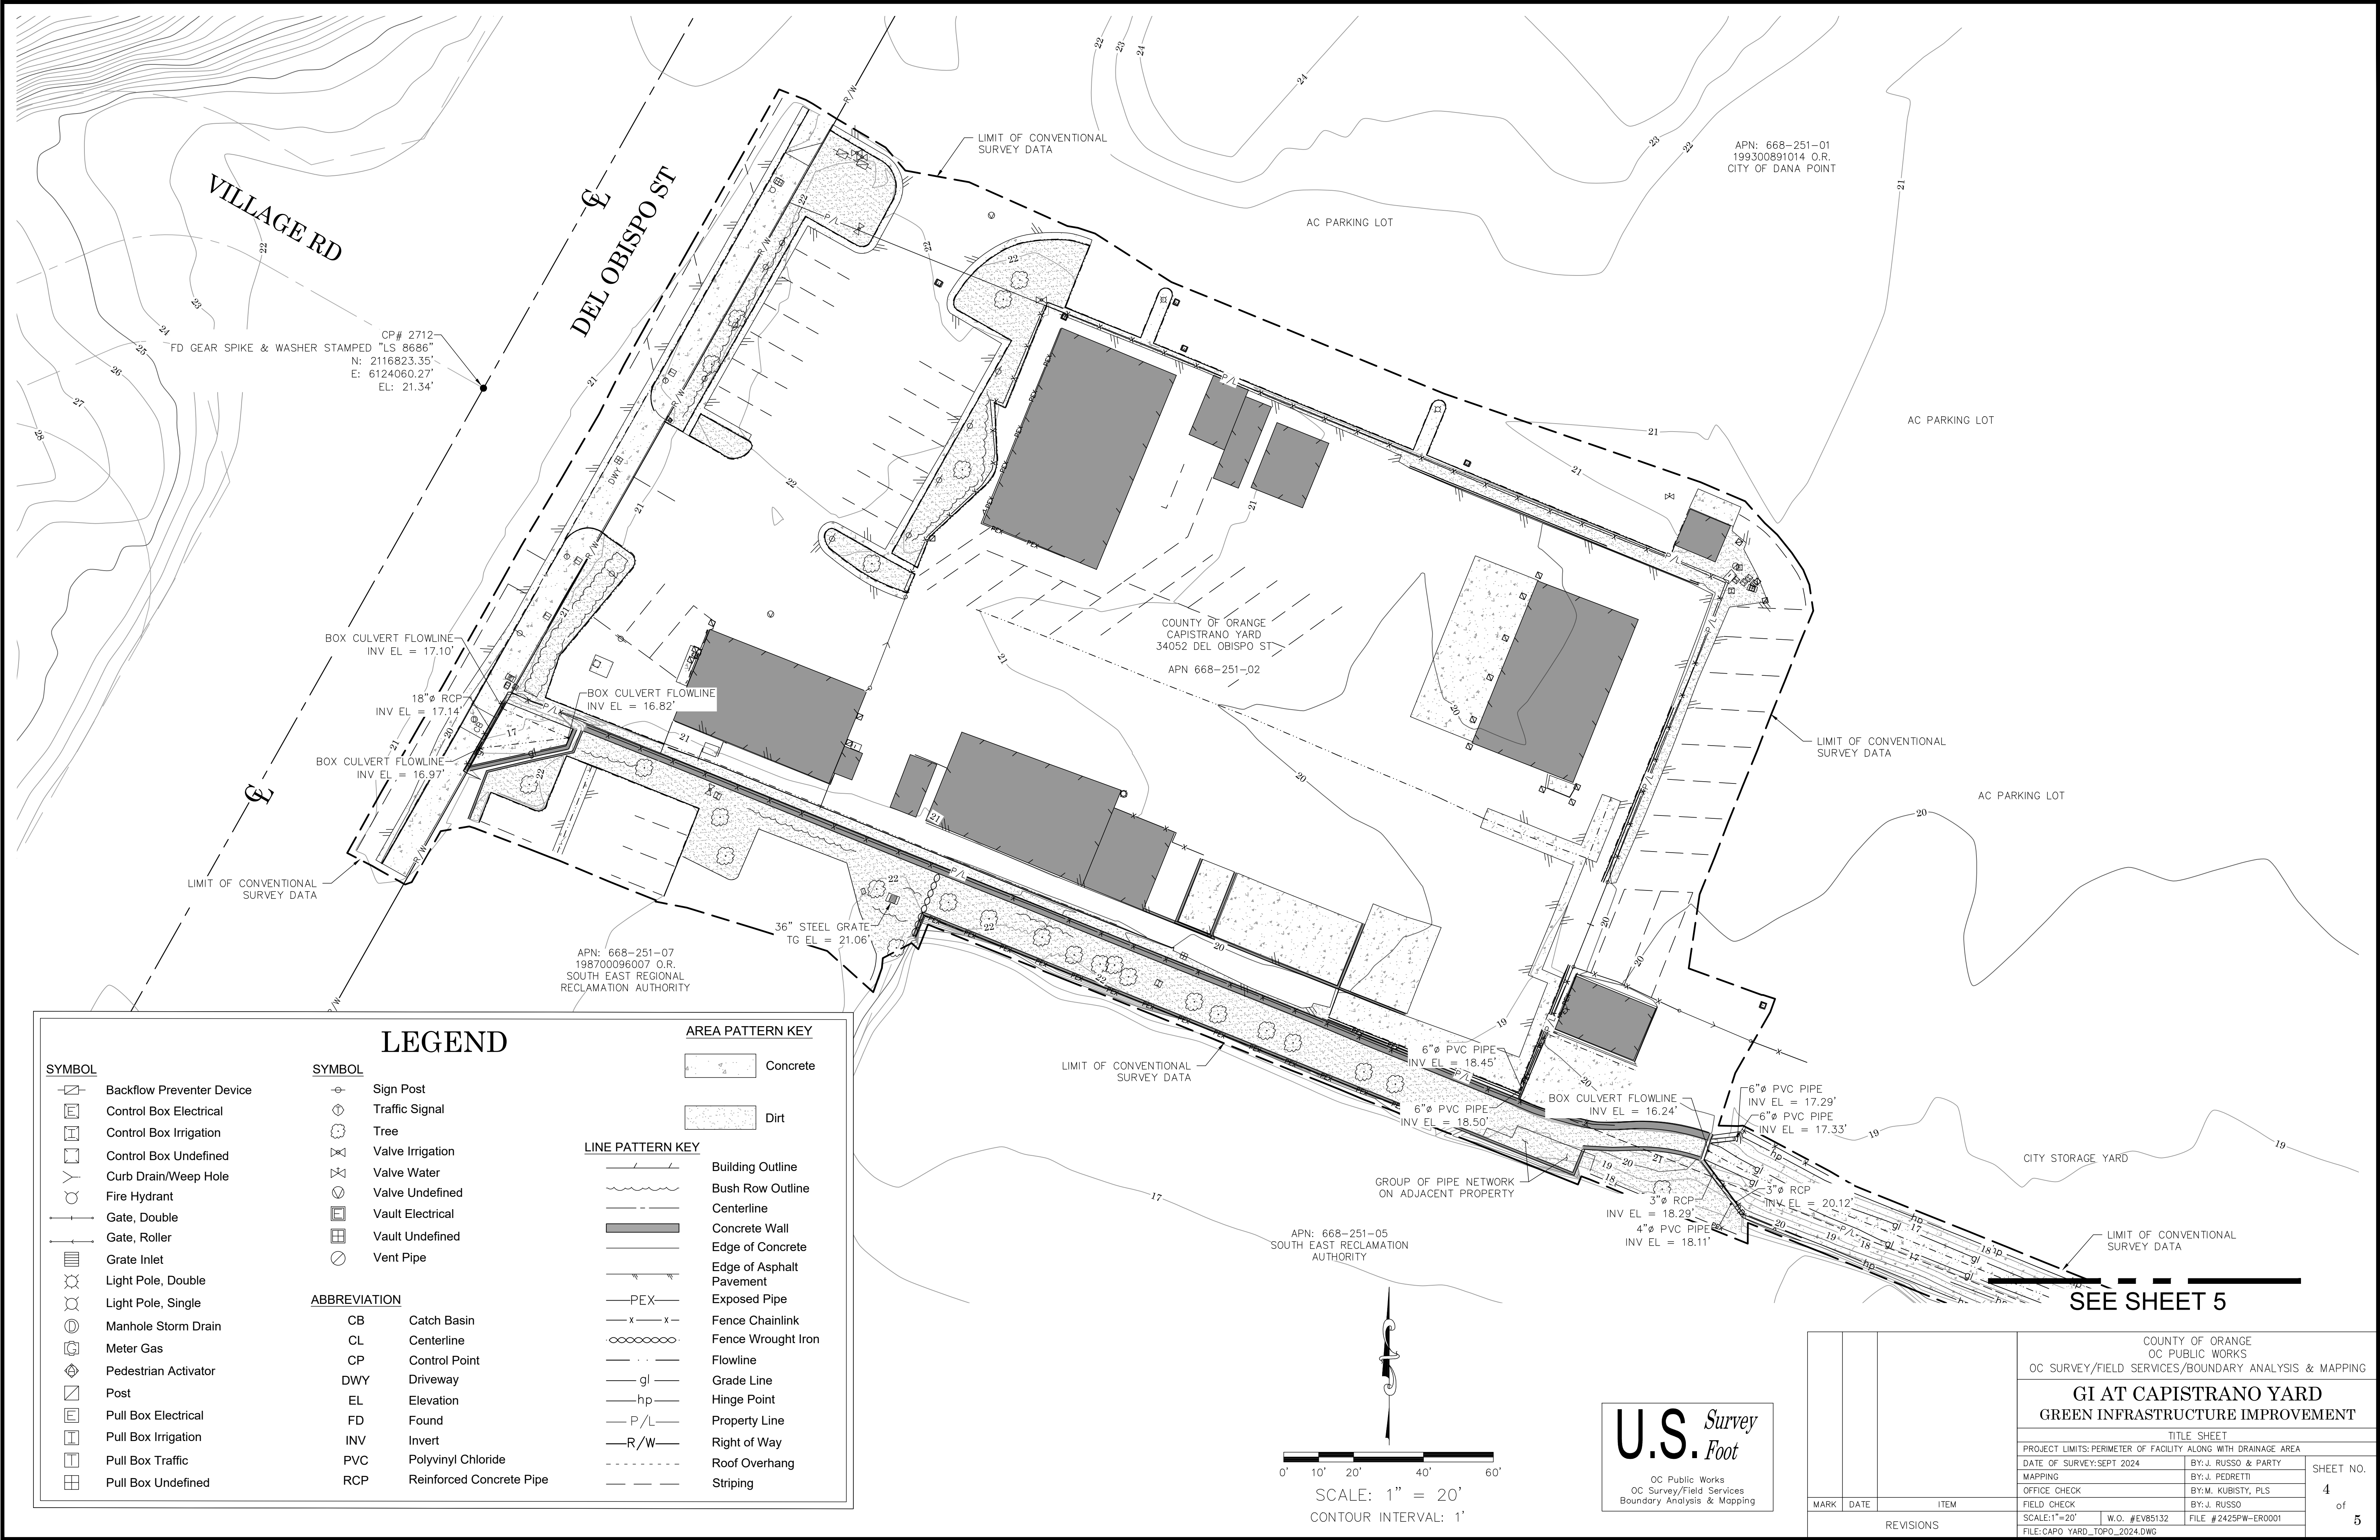 VILLAGE RD
DEL OBISPO ST
LIMIT OF CONVENTIONAL
SURVEY DATA
APN: 668-251-01
199300891014 O.R.
CITY OF DANA POINT
AC PARKING LOT
CP# 2712
FD GEAR SPIKE & WASHER STAMPED "LS 8686"
N: 2116823.35'
E: 6124060.27'
EL: 21.34'
AC PARKING LOT
COUNTY OF ORANGE
CAPISTRANO YARD
34052 DEL OBISPO ST
APN 668-251-02
BOX CULVERT FLOWLINE
INV EL = 17.10'
18"ø RCP
INV EL = 17.14'
BOX CULVERT FLOWLINE
INV EL = 16.82'
BOX CULVERT FLOWLINE
INV EL = 16.97'
LIMIT OF CONVENTIONAL
SURVEY DATA
AC PARKING LOT
LIMIT OF CONVENTIONAL
SURVEY DATA
36" STEEL GRATE
TG EL = 21.06'
APN: 668-251-07
198700096007 O.R.
SOUTH EAST REGIONAL
RECLAMATION AUTHORITY
LIMIT OF CONVENTIONAL
SURVEY DATA
6"ø PVC PIPE
INV EL = 18.45'
6"ø PVC PIPE
INV EL = 18.50'
BOX CULVERT FLOWLINE
INV EL = 16.24'
6"ø PVC PIPE
INV EL = 17.29'
6"ø PVC PIPE
INV EL = 17.33'
CITY STORAGE YARD
GROUP OF PIPE NETWORK
ON ADJACENT PROPERTY
3"ø RCP
INV EL = 18.29'
3"ø RCP
INV EL = 20.12'
4"ø PVC PIPE
INV EL = 18.11'
APN: 668-251-05
SOUTH EAST RECLAMATION
AUTHORITY
LIMIT OF CONVENTIONAL
SURVEY DATA
SEE SHEET 5
LEGEND
SYMBOL
Backflow Preventer Device
Control Box Electrical
Control Box Irrigation
Control Box Undefined
Curb Drain/Weep Hole
Fire Hydrant
Gate, Double
Gate, Roller
Grate Inlet
Light Pole, Double
Light Pole, Single
Manhole Storm Drain
Meter Gas
Pedestrian Activator
Post
Pull Box Electrical
Pull Box Irrigation
Pull Box Traffic
Pull Box Undefined
SYMBOL
Sign Post
Traffic Signal
Tree
Valve Irrigation
Valve Water
Valve Undefined
Vault Electrical
Vault Undefined
Vent Pipe
ABBREVIATION
CB Catch Basin
CL Centerline
CP Control Point
DWY Driveway
EL Elevation
FD Found
INV Invert
PVC Polyvinyl Chloride
RCP Reinforced Concrete Pipe
AREA PATTERN KEY
Concrete
Dirt
LINE PATTERN KEY
Building Outline
Bush Row Outline
Centerline
Concrete Wall
Edge of Concrete
Edge of Asphalt
Pavement
PEX Exposed Pipe
x x Fence Chainlink
Fence Wrought Iron
Flowline
gl Grade Line
hp Hinge Point
P/L Property Line
R/W Right of Way
Roof Overhang
Striping
0' 10' 20' 40' 60'
SCALE: 1" = 20'
CONTOUR INTERVAL: 1'
U.S. Survey
Foot
OC Public Works
OC Survey/Field Services
Boundary Analysis & Mapping
MARK DATE ITEM
REVISIONS
COUNTY OF ORANGE
OC PUBLIC WORKS
OC SURVEY/FIELD SERVICES/BOUNDARY ANALYSIS & MAPPING
GI AT CAPISTRANO YARD
GREEN INFRASTRUCTURE IMPROVEMENT
TITLE SHEET
PROJECT LIMITS: PERIMETER OF FACILITY ALONG WITH DRAINAGE AREA
DATE OF SURVEY: SEPT 2024 BY: J. RUSSO & PARTY
MAPPING BY: J. PEDRETTI
OFFICE CHECK BY: M. KUBISTY, PLS
FIELD CHECK BY: J. RUSSO
SCALE: 1"=20' W.O. #EV85132 FILE #2425PW-ER0001
FILE: CAPO YARD_TOPO_2024.DWG
SHEET NO.
4
of
5